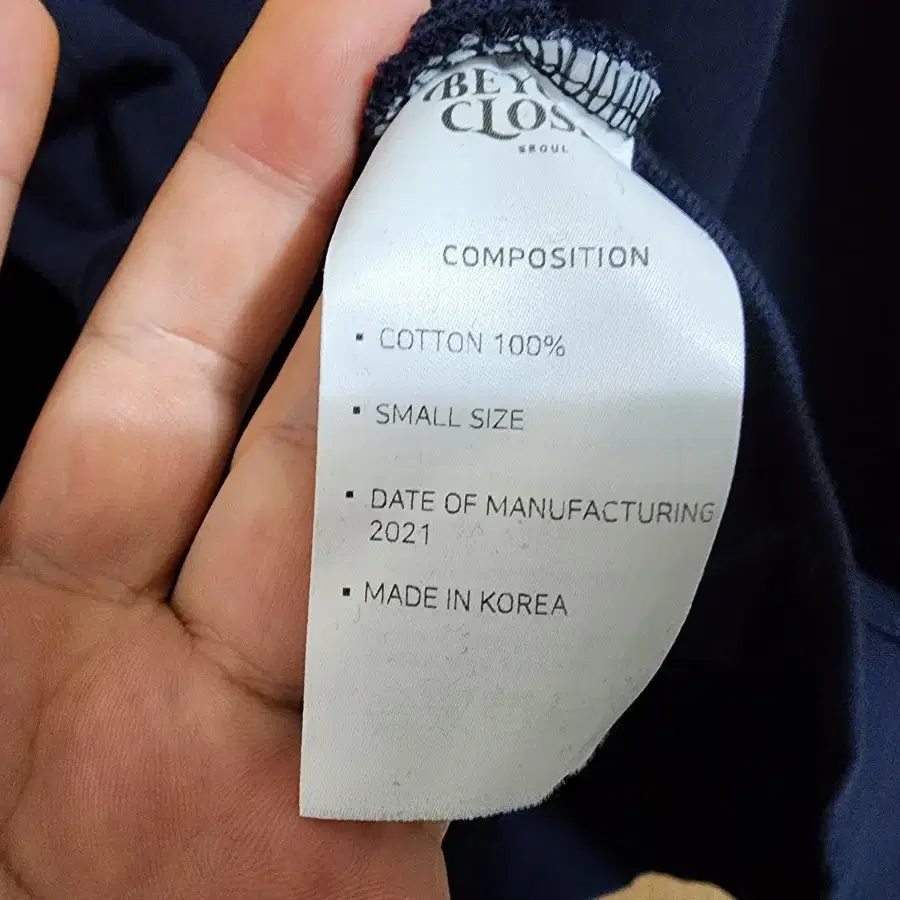 SEOUL
COMPOSITION
▪ COTTON 100%
▪ SMALL SIZE
▪ DATE OF MANUFACTURING
2021
▪ MADE IN KOREA